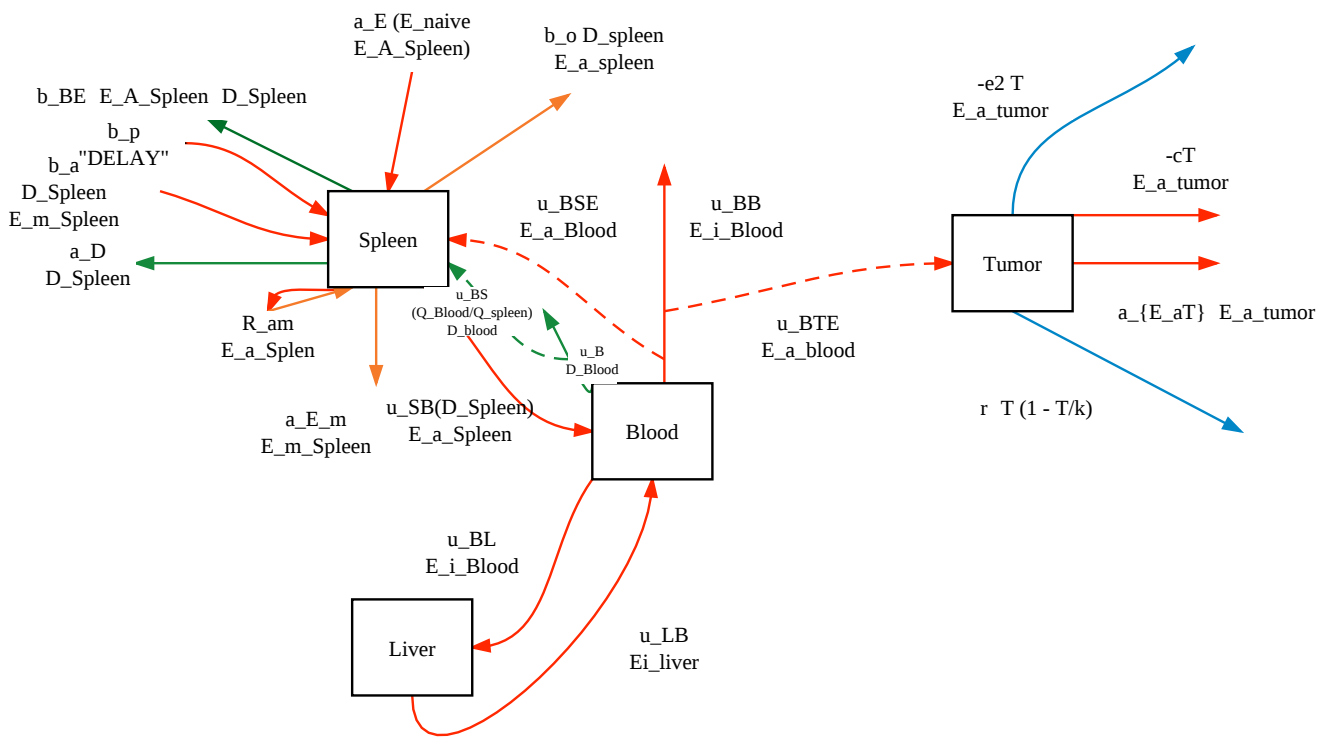 a_E (E_naive
E_A_Spleen)
b_o D_spleen
E_a_spleen
b_BE  E_A_Spleen  D_Spleen
b_p
"DELAY"
b_a
D_Spleen
E_m_Spleen
a_D
D_Spleen
R_am
E_a_Splen
a_E_m
E_m_Spleen
Spleen
u_BS
(Q_Blood/Q_spleen)
D_blood
u_B
D_Blood
u_SB(D_Spleen)
E_a_Spleen
u_BSE
E_a_Blood
u_BB
E_i_Blood
u_BTE
E_a_blood
Blood
u_BL
E_i_Blood
Liver
u_LB
Ei_liver
-e2 T
E_a_tumor
-cT
E_a_tumor
Tumor
a_{E_aT}  E_a_tumor
r  T (1 - T/k)